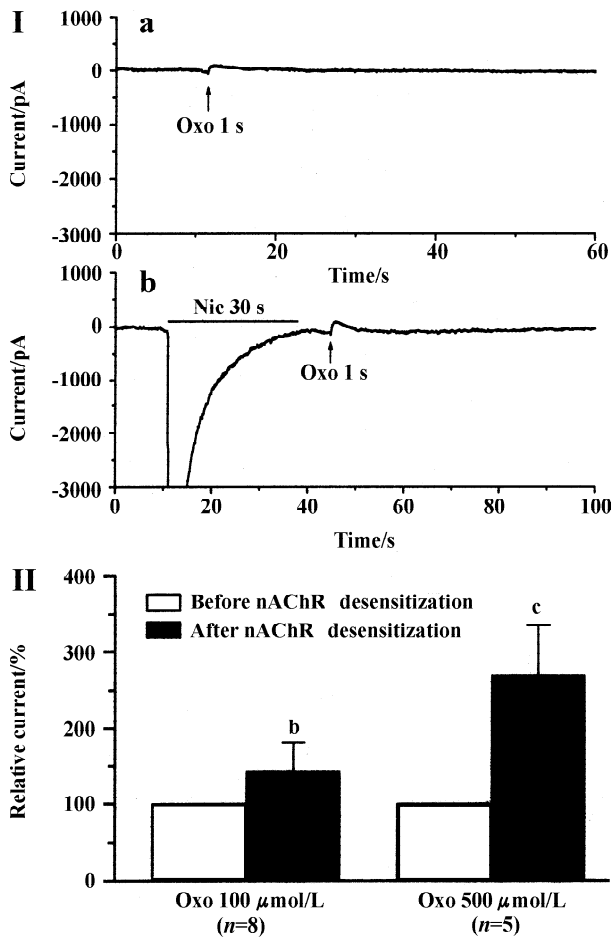 I
a
1000
0
-1000
-2000
-3000
Current/pA
Oxo 1 s
0
20
40
60
Time/s
b
1000
0
-1000
-2000
-3000
Current/pA
Nic 30 s
Oxo 1 s
0
20
40
60
80
100
Time/s
II
400
300
200
100
0
Relative current/%
Before nAChR desensitization
After nAChR desensitization
b
c
Oxo 100 μmol/L
(n=8)
Oxo 500 μmol/L
(n=5)